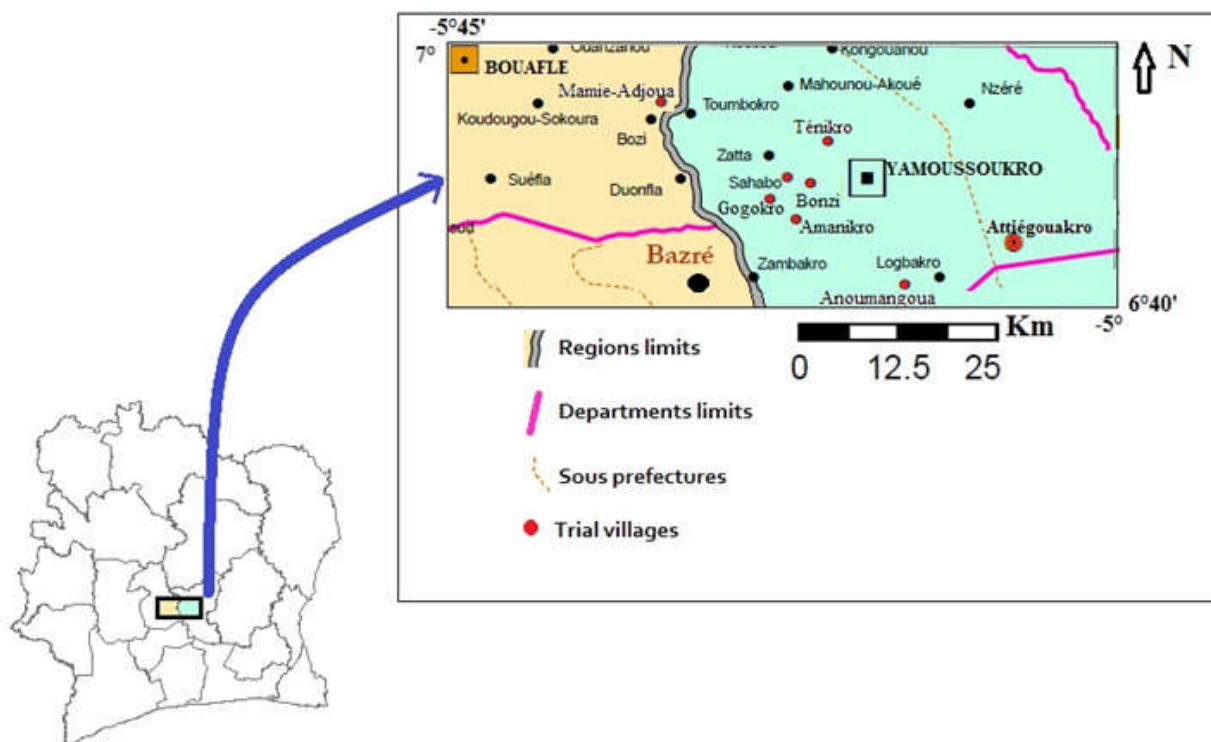 -5°45'
7°
N
Ouanzanou
Kongouanou
BOUAFLE
Mahounou-Akoué
Nzéré
Mamie-Adjoua
Toumbokro
Koudougou-Sokoura
Bozi
Ténikro
Zatta
YAMOUSSOUKRO
Suéfla
Duonfla
Sahabo
Bonzi
Gogokro
Amanikro
Attiégouakro
Bazré
Zambakro
Logbakro
Anoumangoua
6°40'
-5°
Km
0 12.5 25
Regions limits
Departments limits
Sous prefectures
Trial villages